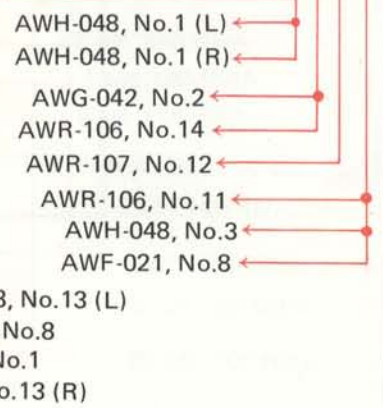 AWH-048, No.1 (L)
AWH-048, No.1 (R)
AWG-042, No.2
AWR-106, No.14
AWR-107, No.12
AWR-106, No.11
AWH-048, No.3
AWF-021, No.8
No.13 (L)
No.8
No.1
No.13 (R)